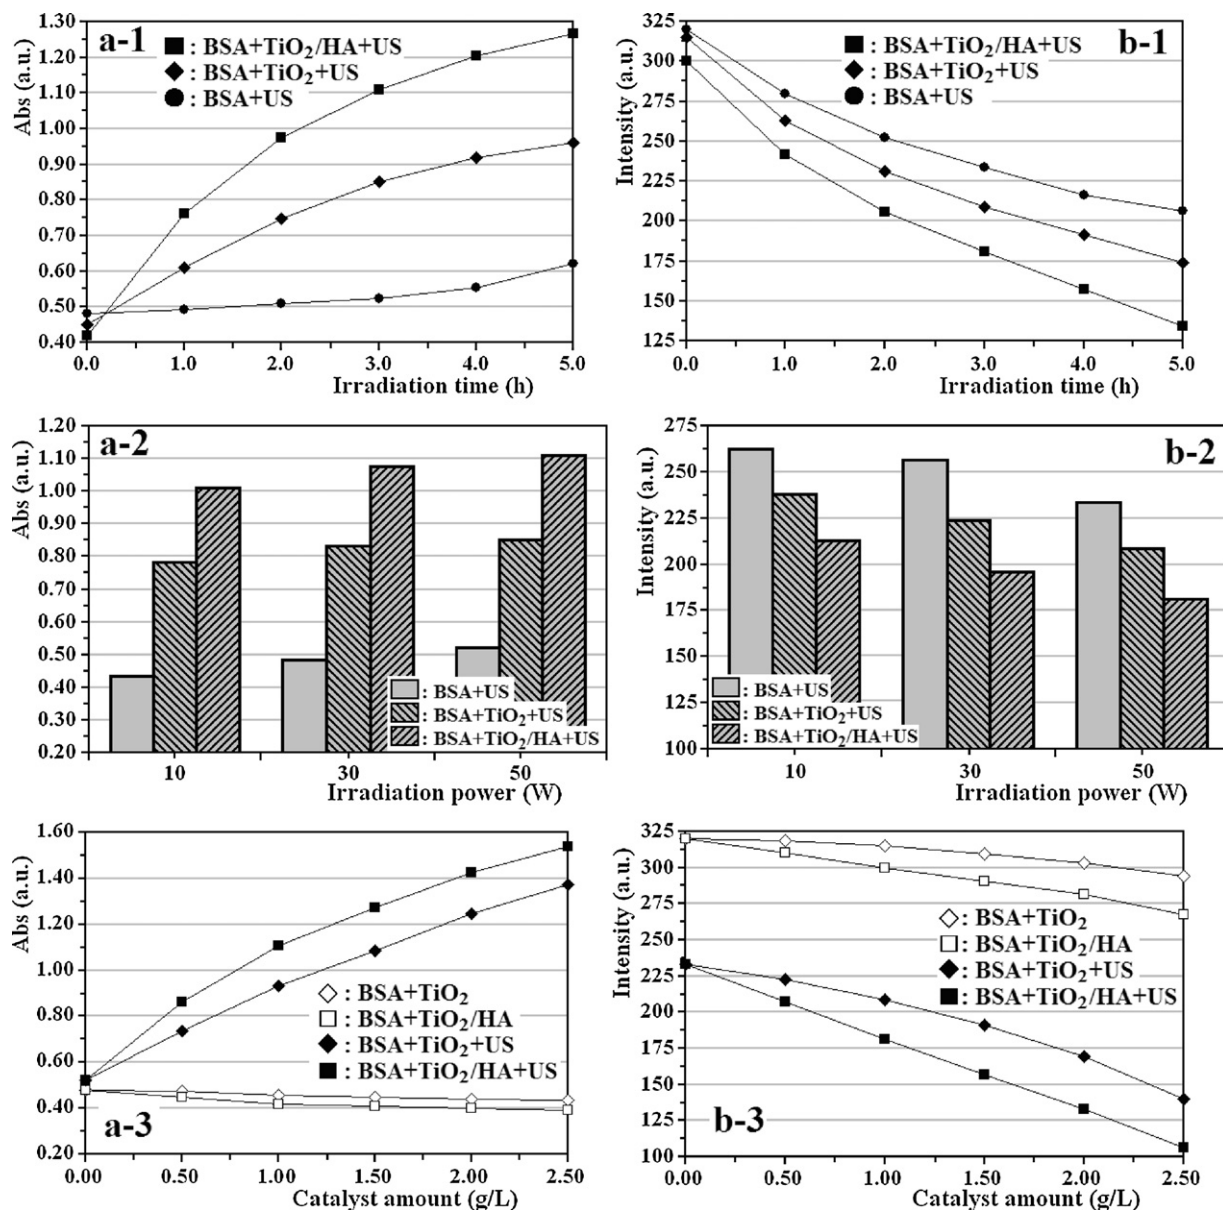 a-1
Abs (a.u.)
1.30
1.20
1.10
1.00
0.90
0.80
0.70
0.60
0.50
0.40
: BSA+TiO2/HA+US
: BSA+TiO2+US
: BSA+US
0.0 1.0 2.0 3.0 4.0 5.0
Irradiation time (h)
b-1
Intensity (a.u.)
325
300
275
250
225
200
175
150
125
: BSA+TiO2/HA+US
: BSA+TiO2+US
: BSA+US
0.0 1.0 2.0 3.0 4.0 5.0
Irradiation time (h)
a-2
Abs (a.u.)
1.20
1.10
1.00
0.90
0.80
0.70
0.60
0.50
0.40
0.30
0.20
: BSA+US
: BSA+TiO2+US
: BSA+TiO2/HA+US
10 30 50
Irradiation power (W)
b-2
Intensity (a.u.)
275
250
225
200
175
150
125
100
: BSA+US
: BSA+TiO2+US
: BSA+TiO2/HA+US
10 30 50
Irradiation power (W)
a-3
Abs (a.u.)
1.60
1.40
1.20
1.00
0.80
0.60
0.40
0.20
: BSA+TiO2
: BSA+TiO2/HA
: BSA+TiO2+US
: BSA+TiO2/HA+US
0.00 0.50 1.00 1.50 2.00 2.50
Catalyst amount (g/L)
b-3
Intensity (a.u.)
325
300
275
250
225
200
175
150
125
100
: BSA+TiO2
: BSA+TiO2/HA
: BSA+TiO2+US
: BSA+TiO2/HA+US
0.00 0.50 1.00 1.50 2.00 2.50
Catalyst amount (g/L)